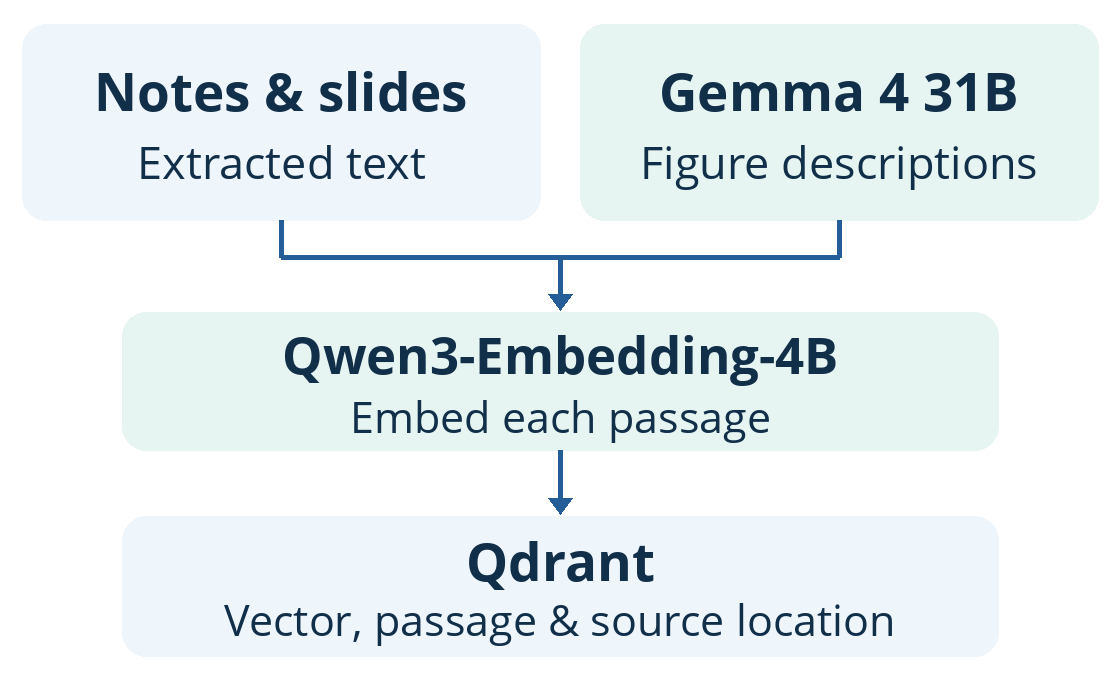 Notes & slides
Extracted text
Gemma 4 31B
Figure descriptions
Qwen3-Embedding-4B
Embed each passage
Qdrant
Vector, passage & source location